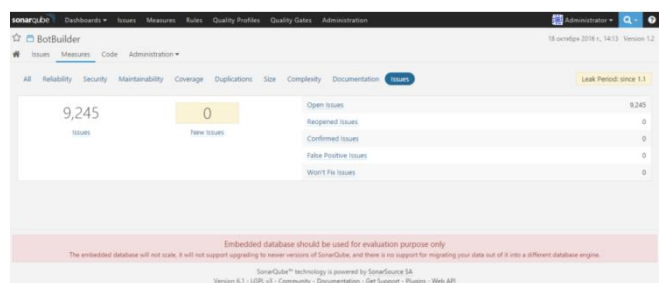 sonarqube Dashboards Issues Measures Rules Quality Profiles Quality Gates Administration Administrator
BotBuilder 18 октября 2016 г., 14:13 Version 1.2
Issues Measures Code Administration
All Reliability Security Maintainability Coverage Duplications Size Complexity Documentation Issues Leak Period: since 1.1
9,245 0
Issues New Issues
Open Issues 9,245
Reopened Issues 0
Confirmed Issues 0
False Positive Issues 0
Won't Fix Issues 0
Embedded database should be used for evaluation purpose only
The embedded database will not scale, it will not support upgrading to newer versions of SonarQube, and there is no support for migrating your data out of it into a different database engine.
SonarQube™ technology is powered by SonarSource SA
Version 6.1 - LGPL v3 - Community - Documentation - Get Support - Plugins - Web API